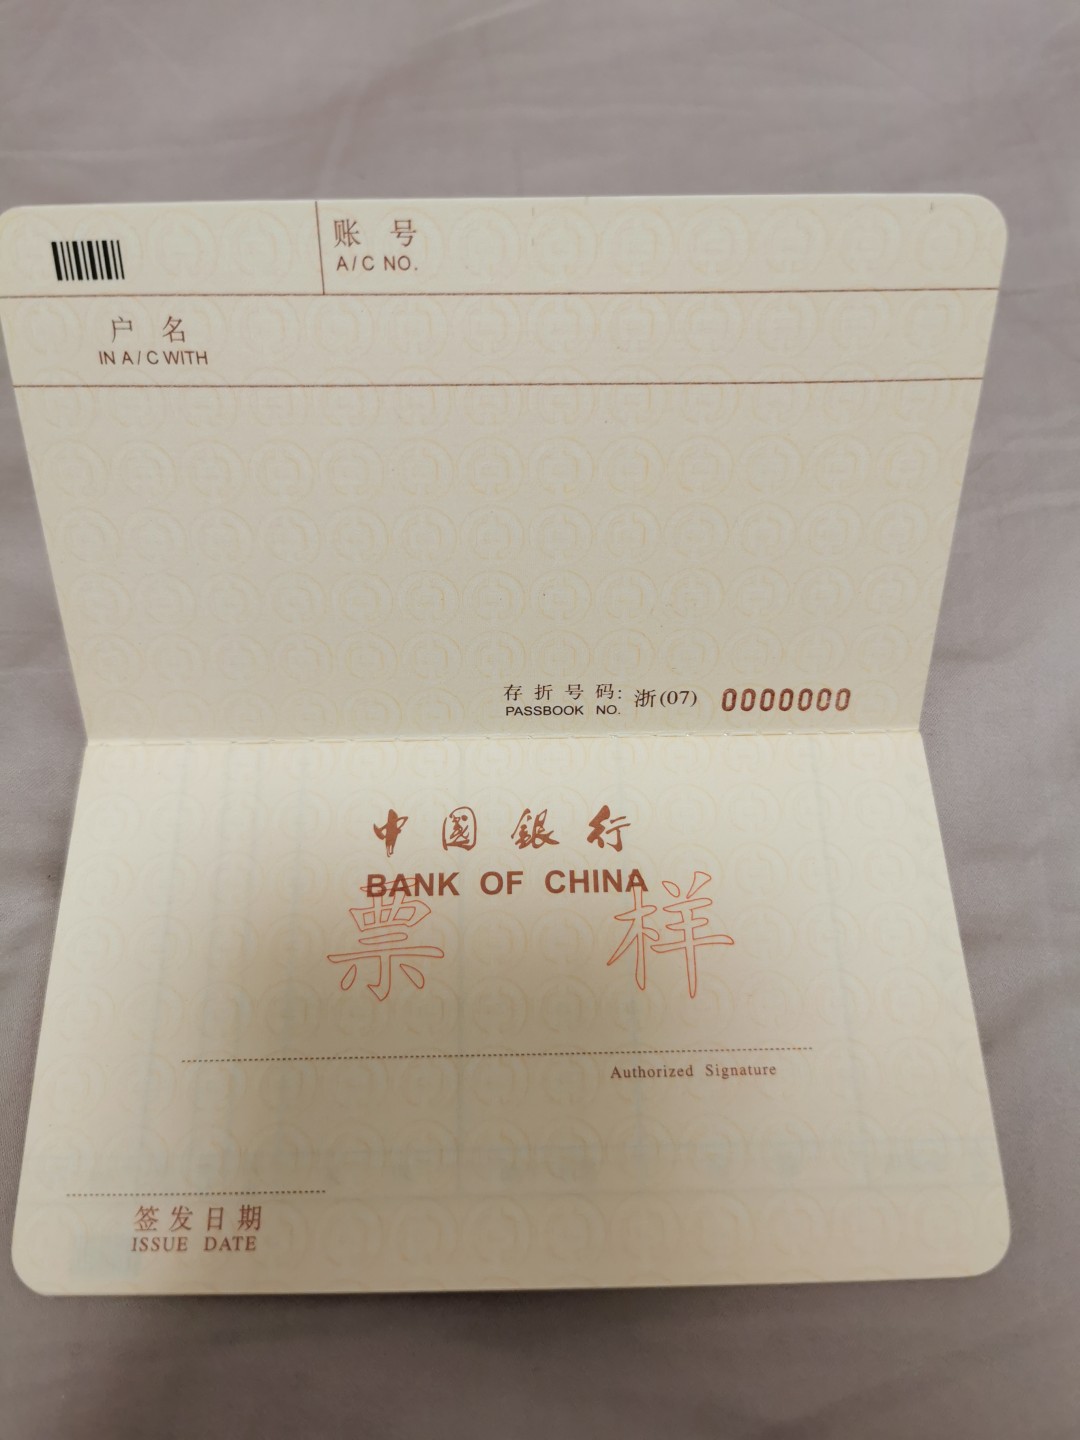 账 号
A/C NO.
户 名
IN A/C WITH
存 折 号 码: 浙(07) 0000000
PASSBOOK NO.
中國銀行
BANK OF CHINA
票 样
Authorized Signature
签发日期
ISSUE DATE